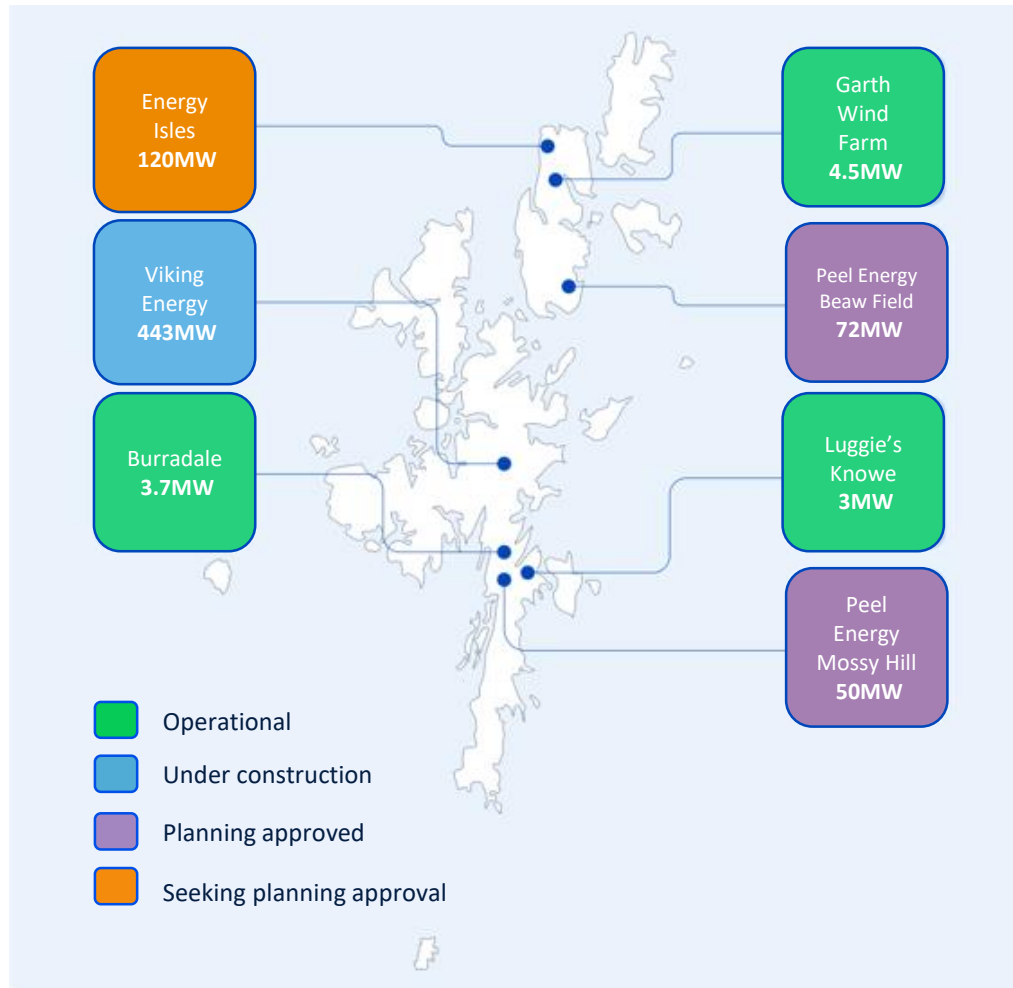 Energy
Isles
120MW
Garth
Wind
Farm
4.5MW
Viking
Energy
443MW
Peel Energy
Beaw Field
72MW
Burradale
3.7MW
Luggie’s
Knowe
3MW
Peel
Energy
Mossy Hill
50MW
Operational
Under construction
Planning approved
Seeking planning approval